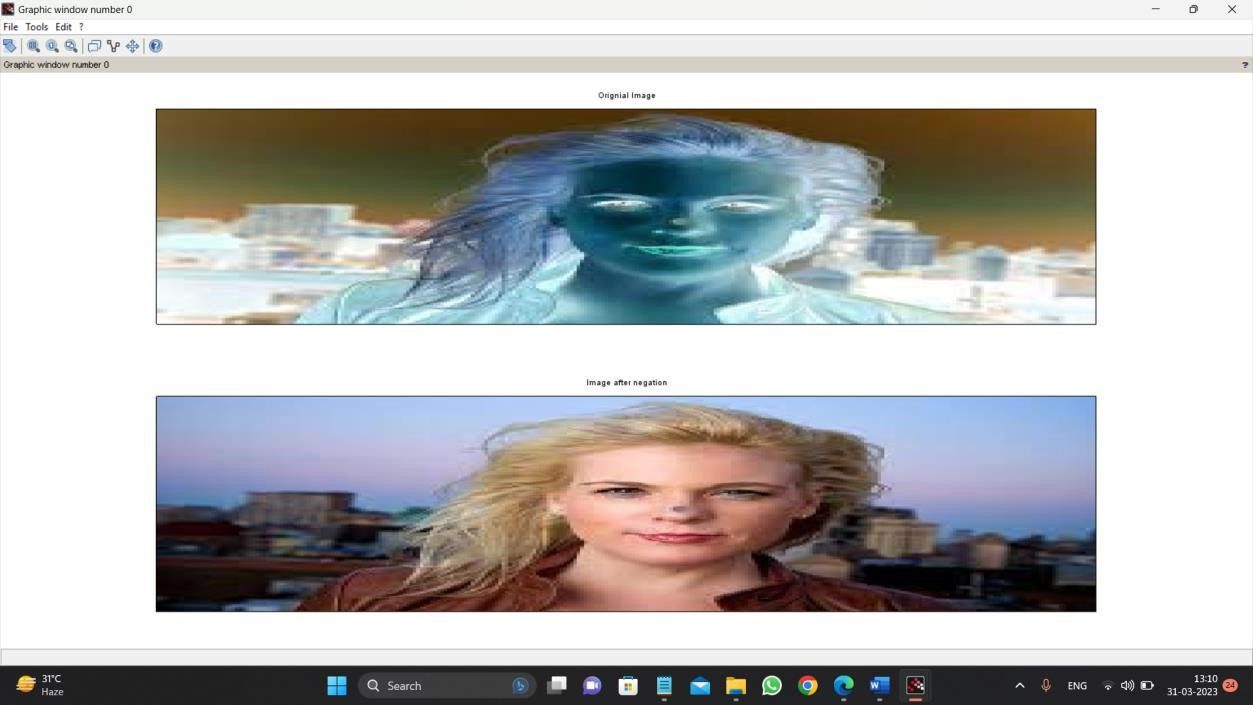 Graphic window number 0
File Tools Edit ?
Graphic window number 0 ?
Orignial Image
Image after negation
31°C
Haze
Search
ENG
13:10
31-03-2023
24